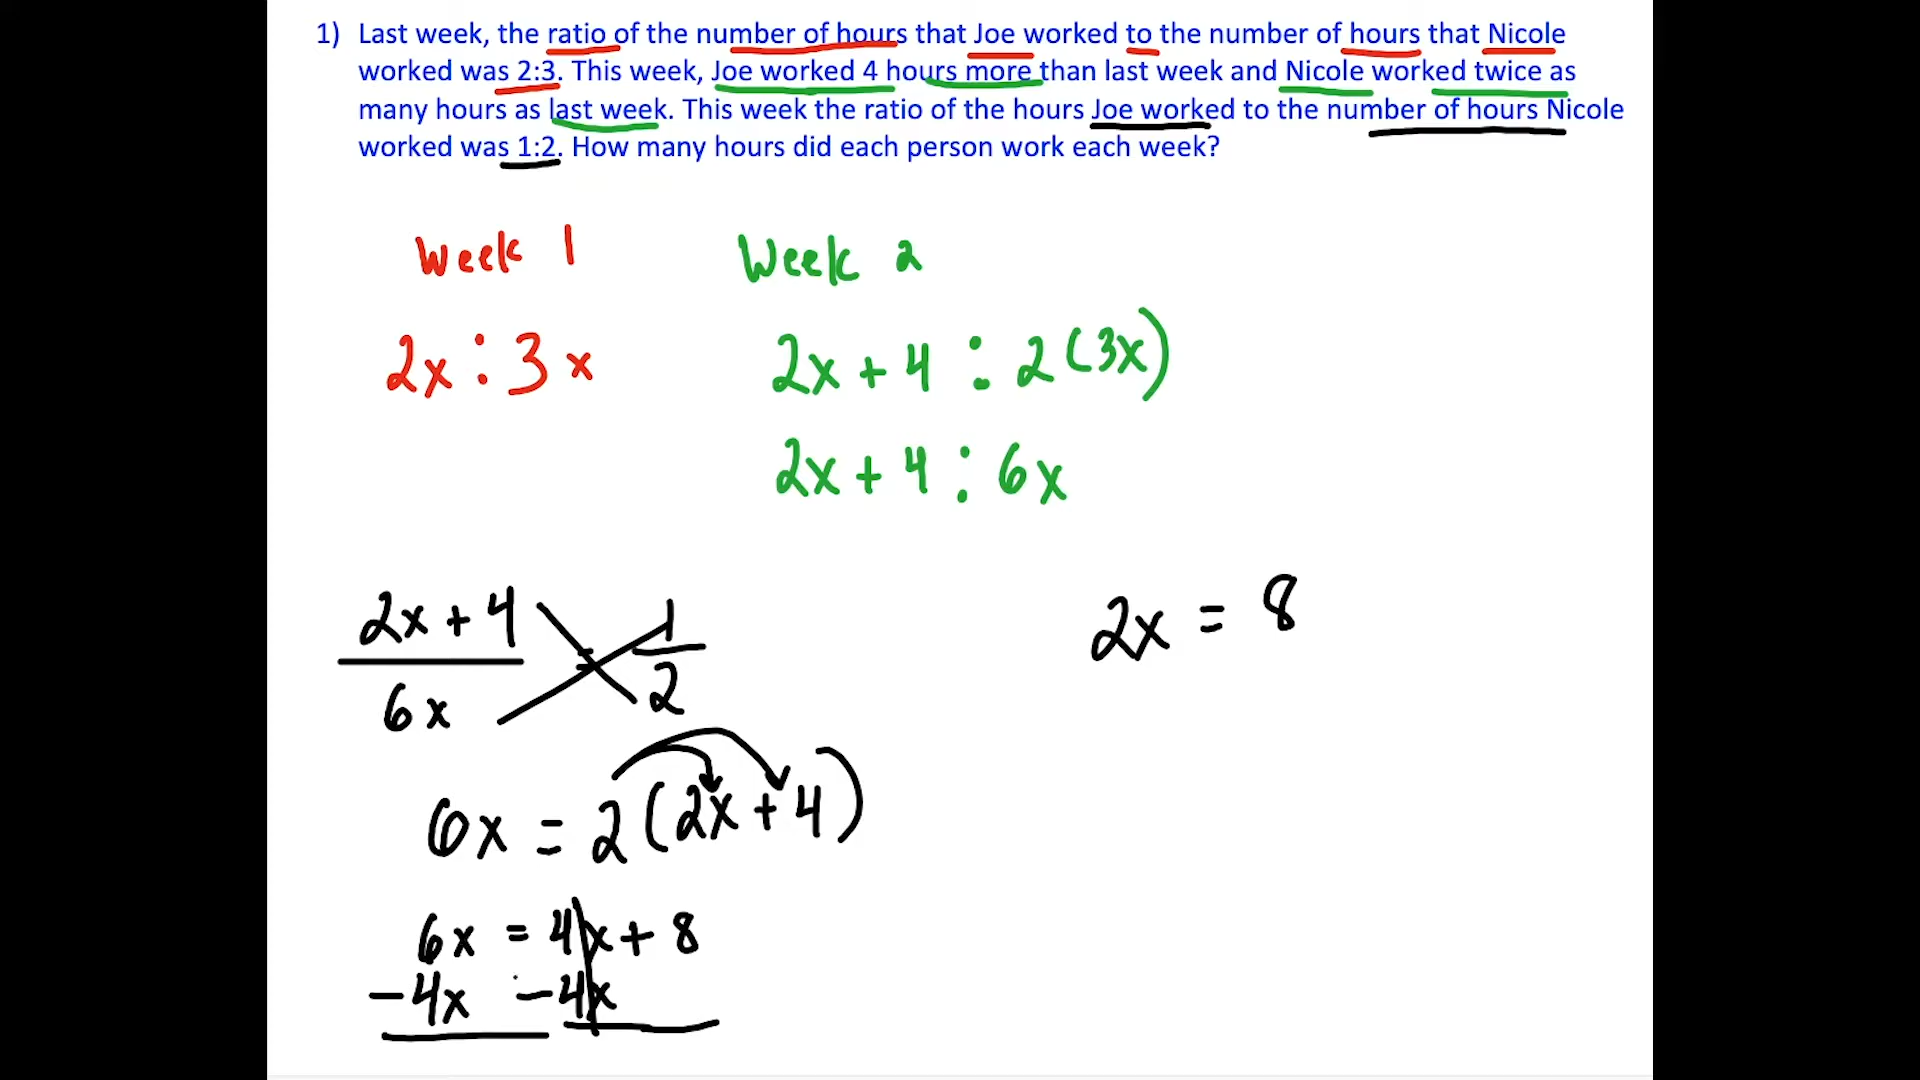 1) Last week, the ratio of the number of hours that Joe worked to the number of hours that Nicole
worked was 2:3. This week, Joe worked 4 hours more than last week and Nicole worked twice as
many hours as last week. This week the ratio of the hours Joe worked to the number of hours Nicole
worked was 1:2. How many hours did each person work each week?
Week 1
Week 2
2x : 3x
2x + 4 : 2(3x)
2x + 4 : 6x
2x + 4 = 1
6x 2
2x = 8
6x = 2(2x + 4)
6x = 4x + 8
-4x -4x